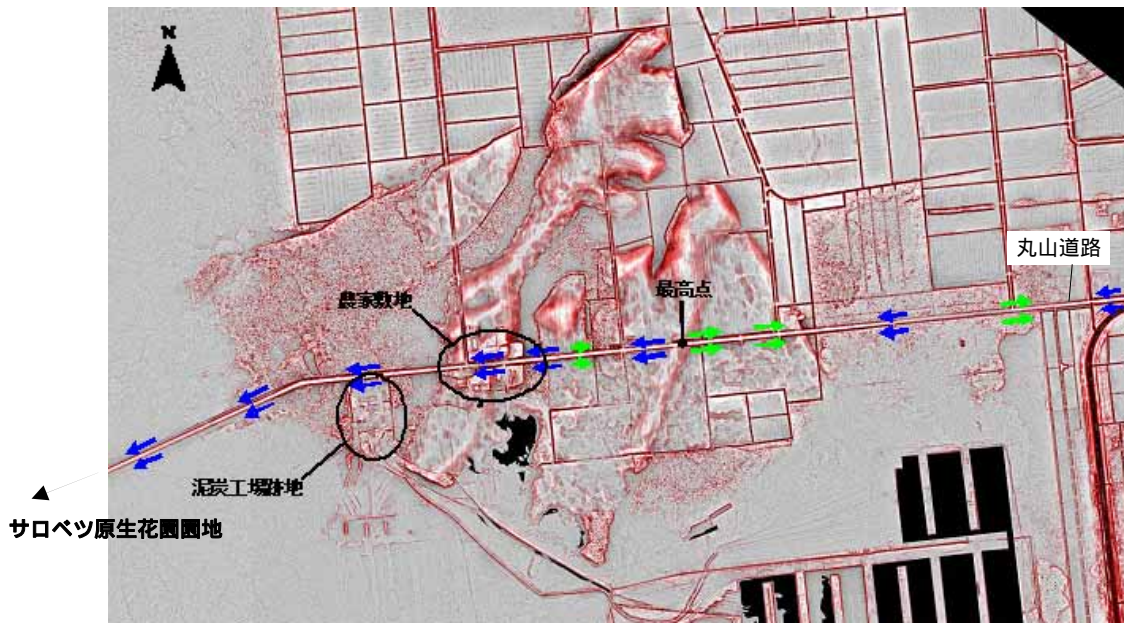 N
丸山道路
最高点
農家敷地
泥炭工場跡地
サロベツ原生花園園地